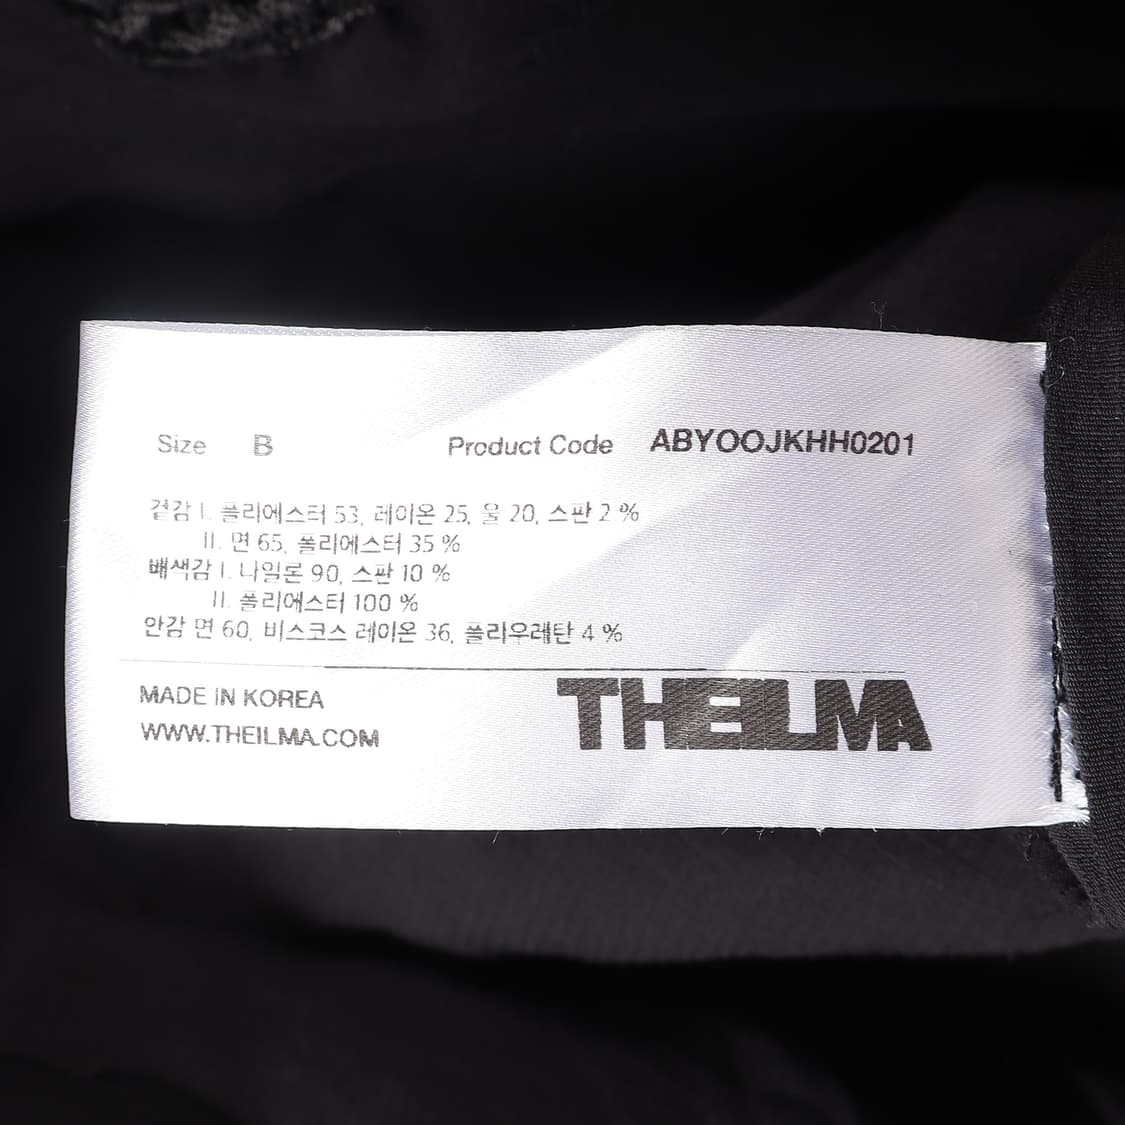 Size B Product Code ABYOOJKHH0201
겉감 I. 폴리에스터 53, 레이온 25, 울 20, 스판 2 %
II. 면 65, 폴리에스터 35 %
배색감 I. 나일론 90, 스판 10 %
II. 폴리에스터 100 %
안감 면 60, 비스코스 레이온 36, 폴리우레탄 4 %
MADE IN KOREA
WWW.THEILMA.COM
THEILMA